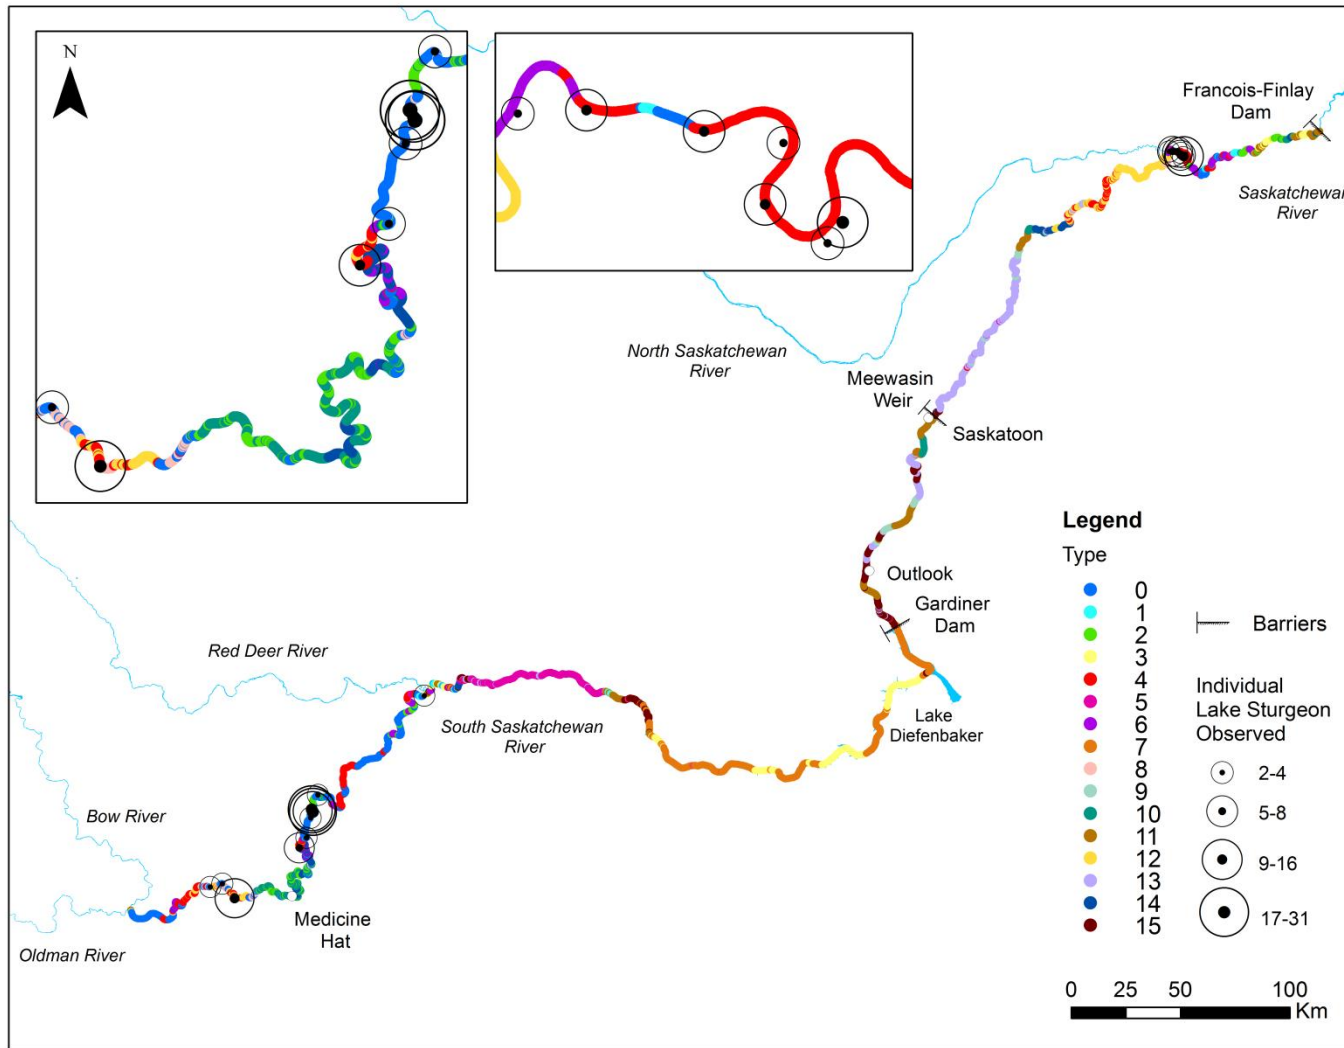 N
Francois-Finlay
Dam
Saskatchewan
River
North Saskatchewan
River
Meewasin
Weir
Saskatoon
Outlook
Gardiner
Dam
Red Deer River
South Saskatchewan
River
Lake
Diefenbaker
Bow River
Medicine
Hat
Oldman River
Legend
Type
0
1
2
3
4
5
6
7
8
9
10
11
12
13
14
15
Barriers
Individual
Lake Sturgeon
Observed
2-4
5-8
9-16
17-31
0 25 50 100
Km